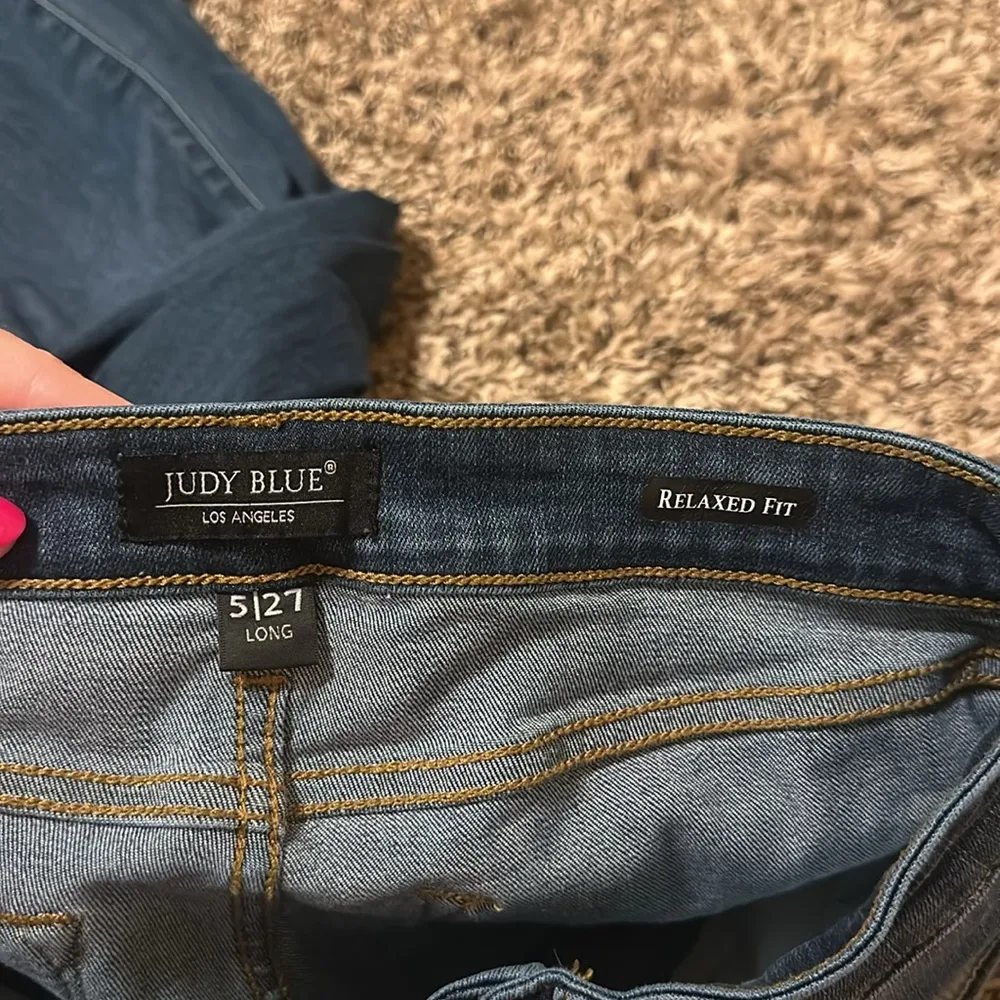 JUDY BLUE®
LOS ANGELES
RELAXED FIT
5|27
LONG